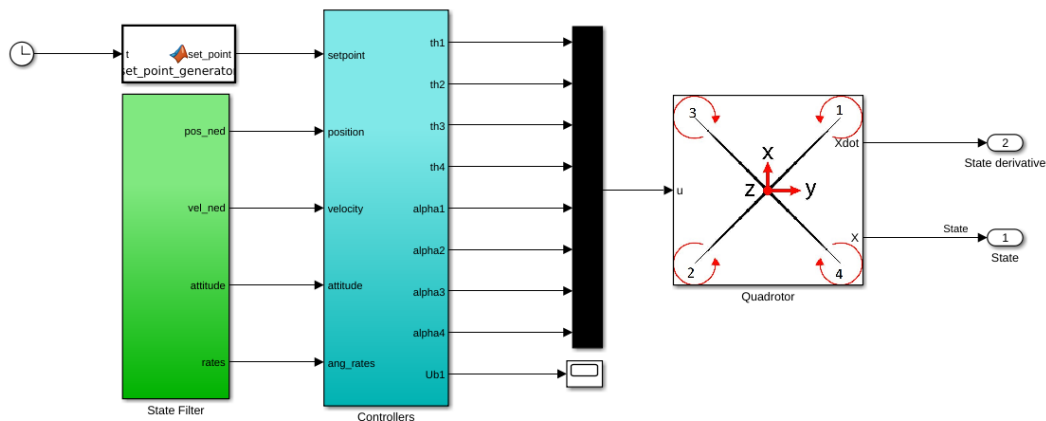 t
set_point
set_point_generator
setpoint
position
velocity
attitude
ang_rates
th1
th2
th3
th4
alpha1
alpha2
alpha3
alpha4
Ub1
Controllers
pos_ned
vel_ned
attitude
rates
State Filter
u
3
1
2
4
x
z
y
Xdot
X
Quadrotor
2
State derivative
State
1
State